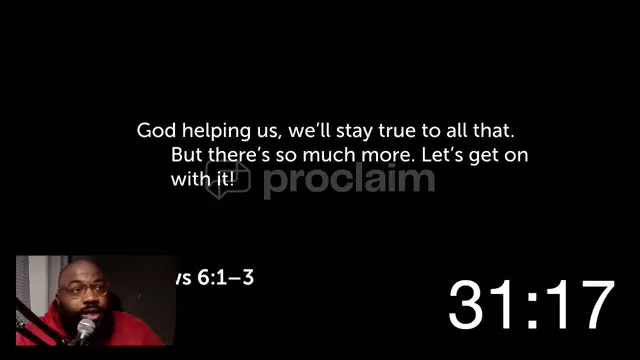 God helping us, we'll stay true to all that.
But there's so much more. Let's get on
with it!
proclaim
6:1–3
31:17